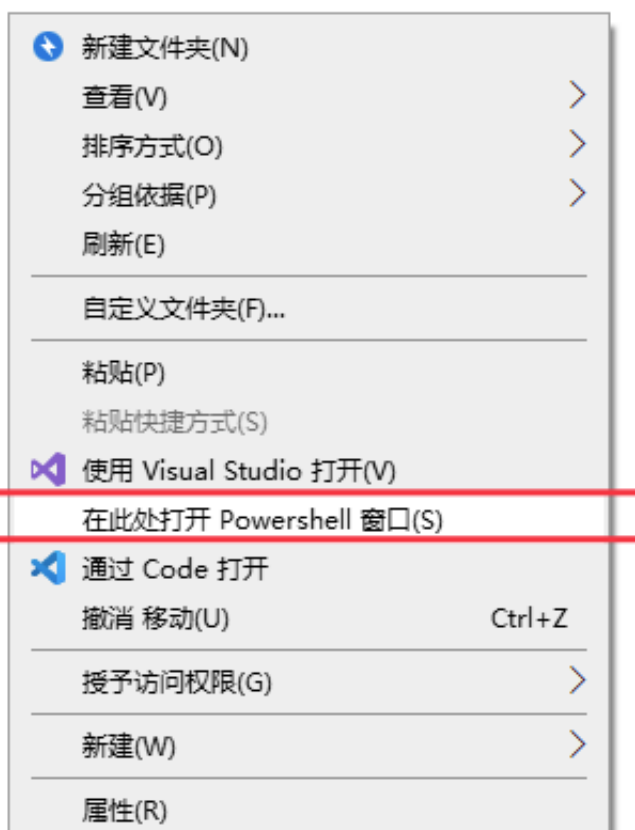 新建文件夹(N)
查看(V)
排序方式(O)
分组依据(P)
刷新(E)
自定义文件夹(F)...
粘贴(P)
粘贴快捷方式(S)
使用 Visual Studio 打开(V)
在此处打开 Powershell 窗口(S)
通过 Code 打开
撤消 移动(U) Ctrl+Z
授予访问权限(G)
新建(W)
属性(R)